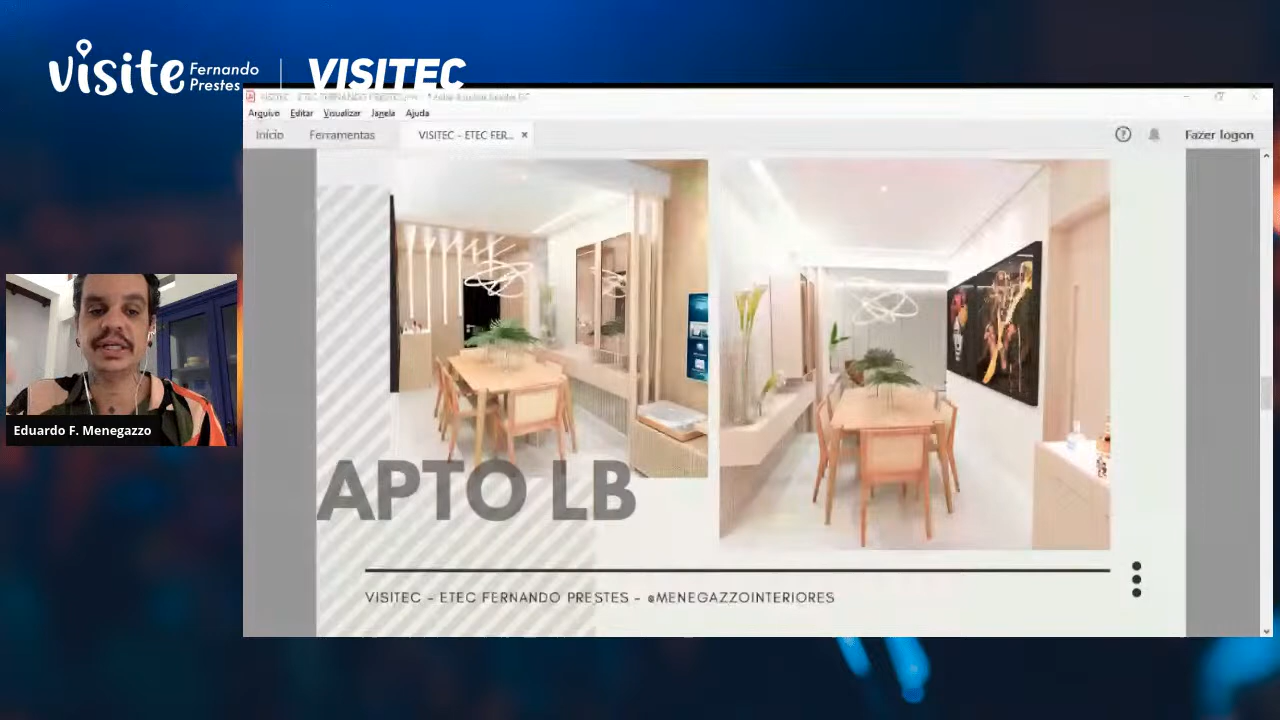 visite Fernando Prestes
VISITEC
Arquivo Editar Visualizar Janela Ajuda
Início Ferramentas VISITEC - ETEC FER... ×
Fazer logon
Eduardo F. Menegazzo
APTO LB
VISITEC - ETEC FERNANDO PRESTES - @MENEGAZZOINTERIORES